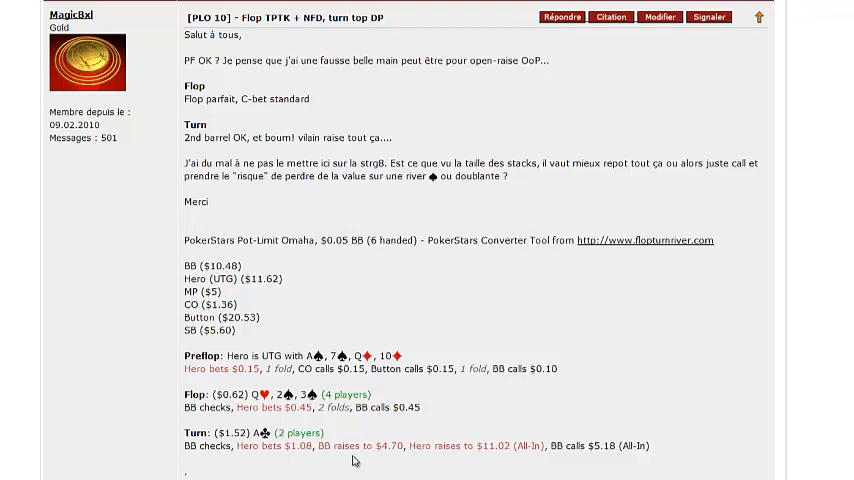 MagicBxl
Gold
Membre depuis le :
09.02.2010
Messages : 501
[PLO 10] - Flop TPTK + NFD, turn top DP
Répondre Citation Modifier Signaler
Salut à tous,
PF OK ? Je pense que j'ai une fausse belle main peut être pour open-raise OoP...
Flop
Flop parfait, C-bet standard
Turn
2nd barrel OK, et boum! vilain raise tout ça....
J'ai du mal à ne pas le mettre ici sur la strg8. Est ce que vu la taille des stacks, il vaut mieux repot tout ça ou alors juste call et
prendre le "risque" de perdre de la value sur une river ♠ ou doublante ?
Merci
PokerStars Pot-Limit Omaha, $0.05 BB (6 handed) - PokerStars Converter Tool from http://www.flopturnriver.com
BB ($10.48)
Hero (UTG) ($11.62)
MP ($5)
CO ($1.36)
Button ($20.53)
SB ($5.60)
Preflop: Hero is UTG with A♠, 7♠, Q♦, 10♦
Hero bets $0.15, 1 fold, CO calls $0.15, Button calls $0.15, 1 fold, BB calls $0.10
Flop: ($0.62) Q♥, 2♠, 3♠ (4 players)
BB checks, Hero bets $0.45, 2 folds, BB calls $0.45
Turn: ($1.52) A♣ (2 players)
BB checks, Hero bets $1.08, BB raises to $4.70, Hero raises to $11.02 (All-In), BB calls $5.18 (All-In)
.